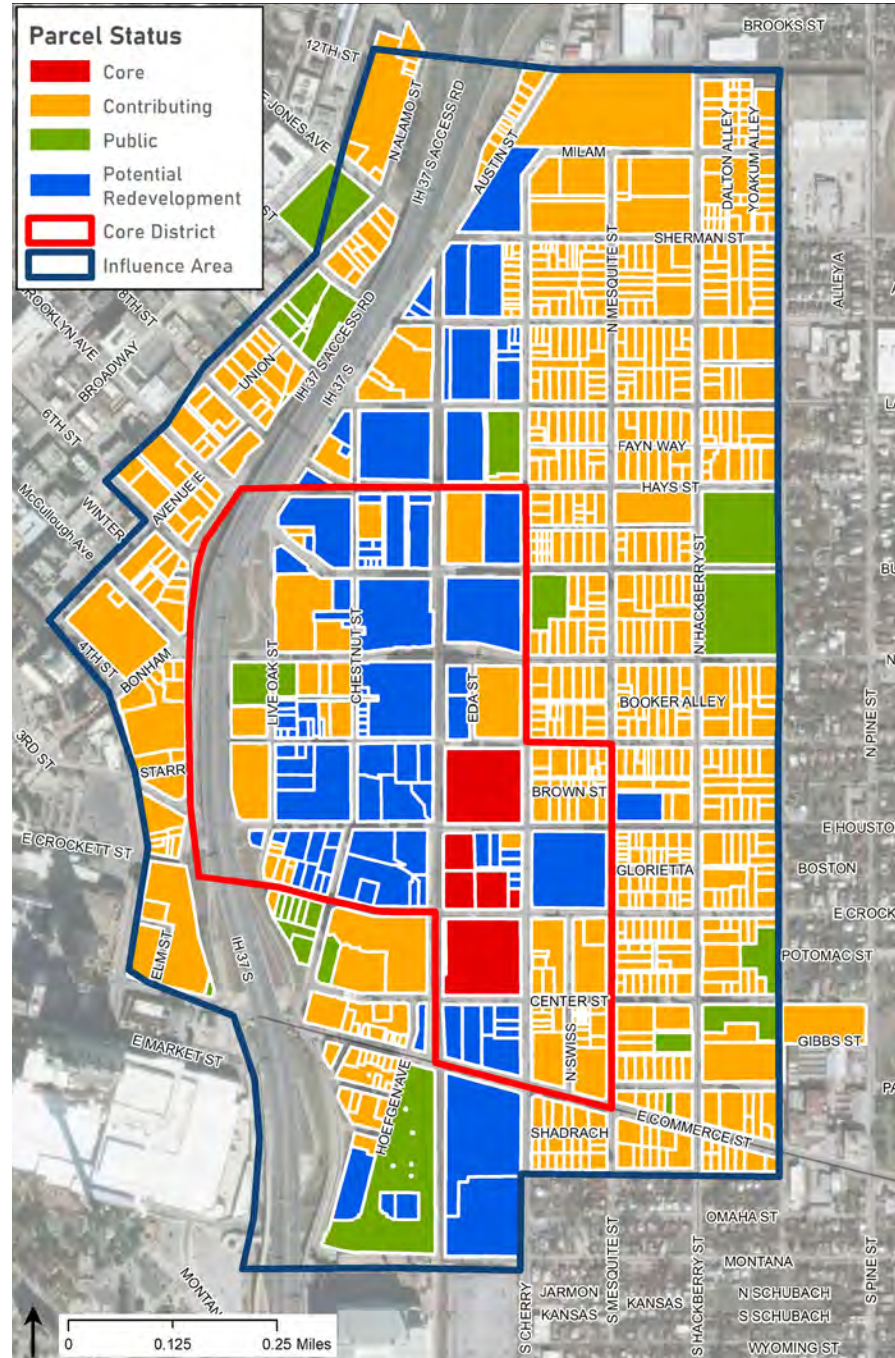 Parcel Status
Core
Contributing
Public
Potential
Redevelopment
Core District
Influence Area
BROOKS ST
12TH ST
E JONES AVE
N ALAMO ST
IH 37 S ACCESS RD
AUSTIN ST
MILAM
DALTON ALLEY
YOAKUM ALLEY
SHERMAN ST
N MESQUITE ST
ALLEY A
8TH ST
BROADWAY
6TH ST
UNION
IH 37 S ACCESS RD
IH 37 S
AVENUE E
WINTER
McCullough Ave
FAYN WAY
HAYS ST
N HACKBERRY ST
4TH ST
BONHAM
LIVE OAK ST
CHESTNUT ST
EDA ST
BOOKER ALLEY
N PINE ST
3RD ST
STARR
BROWN ST
E CROCKETT ST
GLORIETTA
BOSTON
ELM ST
IH 37 S
POTOMAC ST
CENTER ST
N SWISS
GIBBS ST
E MARKET ST
HOEFGEN AVE
SHADRACH
E COMMERCE ST
OMAHA ST
MONTANA
S CHERRY
JARMON
KANSAS
S MESQUITE ST
KANSAS
S HACKBERRY ST
N SCHUBACH
S SCHUBACH
WYOMING ST
S PINE ST
0
0.125
0.25 Miles